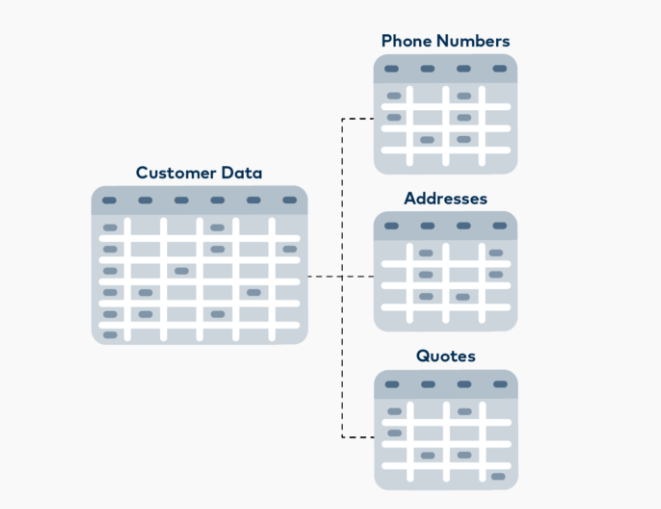 Phone Numbers
Customer Data
Addresses
Quotes